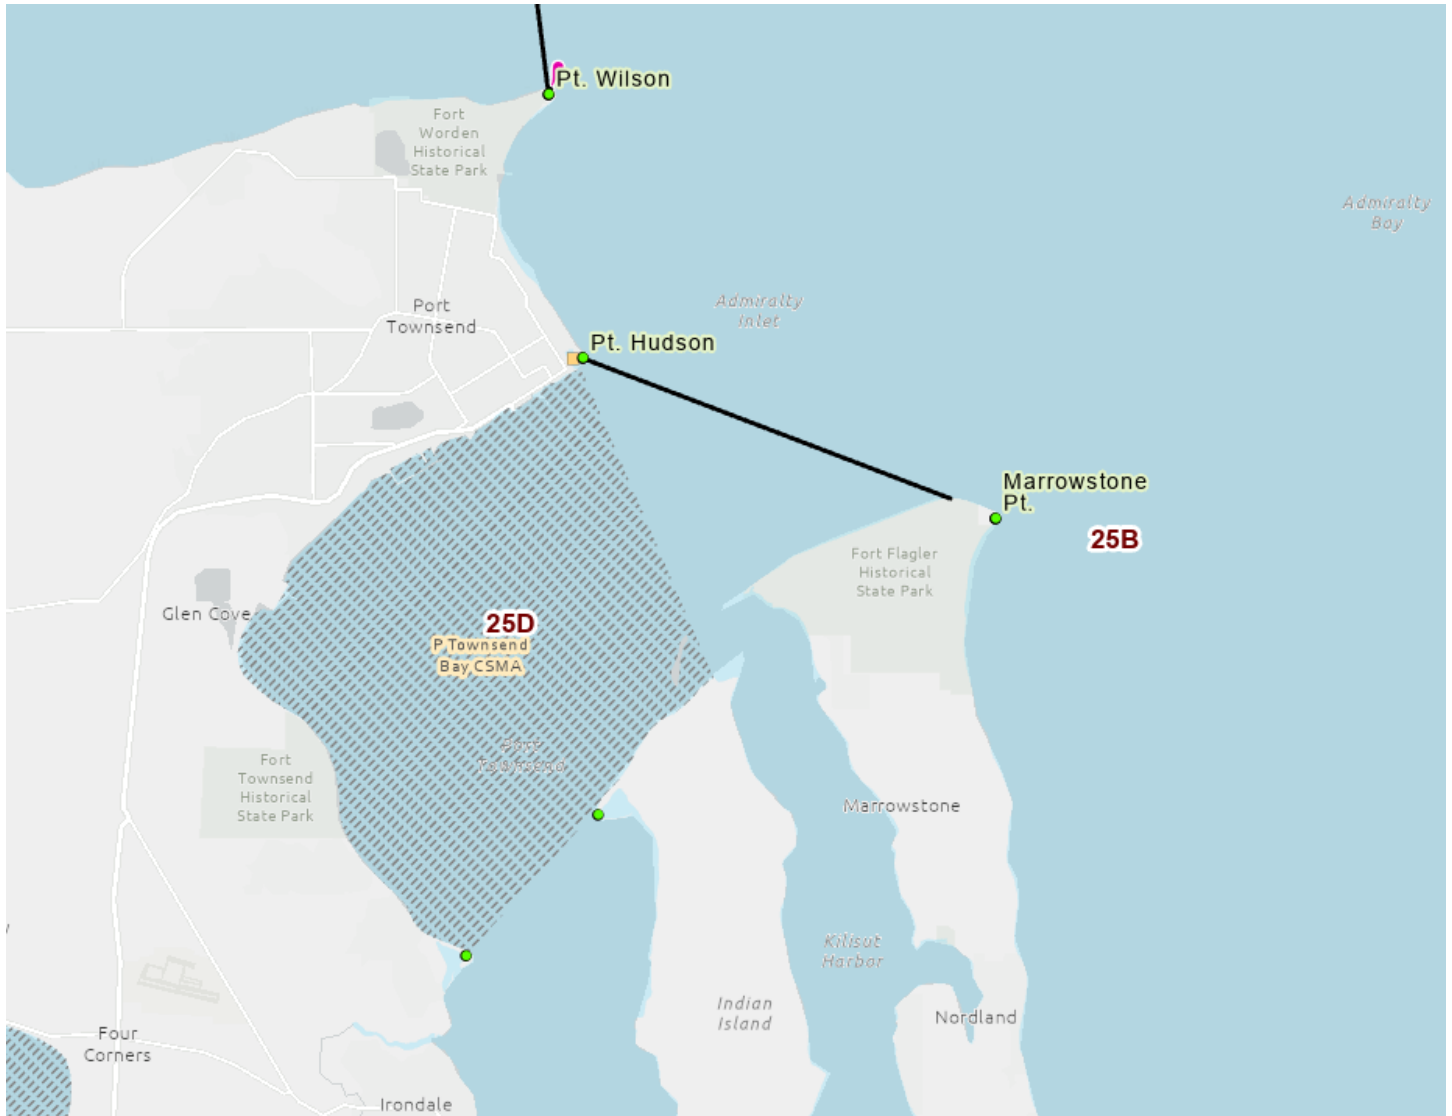 Pt. Wilson
Fort
Worden
Historical
State Park
Admiralty
Bay
Admiralty
Inlet
Port
Townsend
Pt. Hudson
Marrowstone
Pt.
25B
Fort Flagler
Historical
State Park
Glen Cove
25D
P Townsend
Bay CSMA
Port
Townsend
Fort
Townsend
Historical
State Park
Marrowstone
Kilisut
Harbor
Indian
Island
Nordland
Four
Corners
Irondale